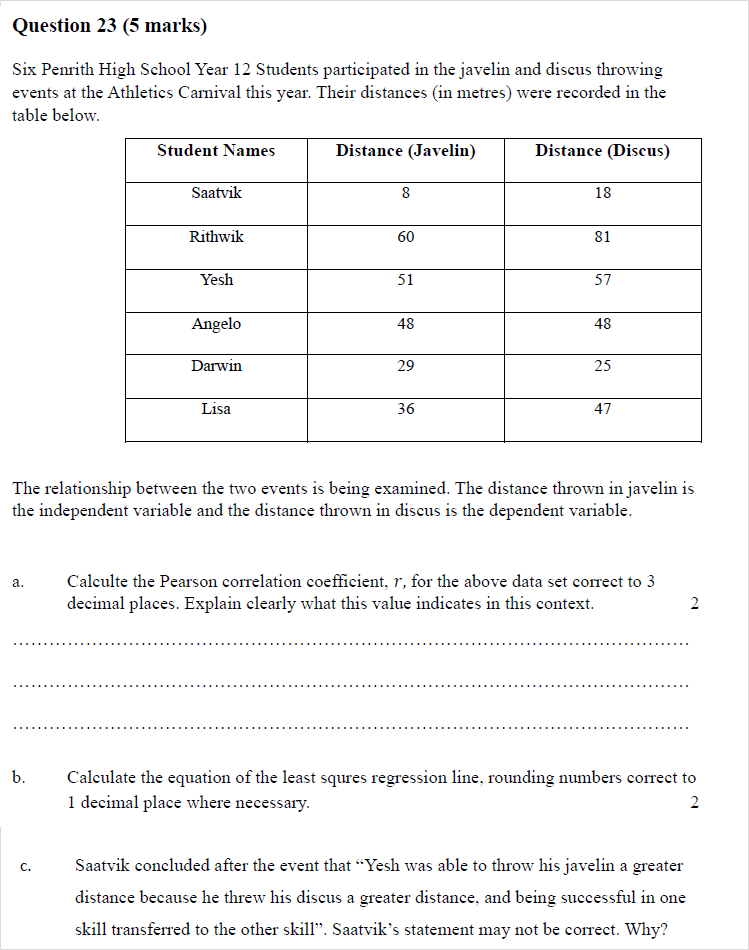 Question 23 (5 marks)
Six Penrith High School Year 12 Students participated in the javelin and discus throwing
events at the Athletics Carnival this year. Their distances (in metres) were recorded in the
table below.
Student Names Distance (Javelin) Distance (Discus)
Saatvik 8 18
Rithwik 60 81
Yesh 51 57
Angelo 48 48
Darwin 29 25
Lisa 36 47
The relationship between the two events is being examined. The distance thrown in javelin is
the independent variable and the distance thrown in discus is the dependent variable.
a. Calculte the Pearson correlation coefficient, r, for the above data set correct to 3
decimal places. Explain clearly what this value indicates in this context. 2
b. Calculate the equation of the least squres regression line, rounding numbers correct to
1 decimal place where necessary. 2
c. Saatvik concluded after the event that “Yesh was able to throw his javelin a greater
distance because he threw his discus a greater distance, and being successful in one
skill transferred to the other skill”. Saatvik’s statement may not be correct. Why?